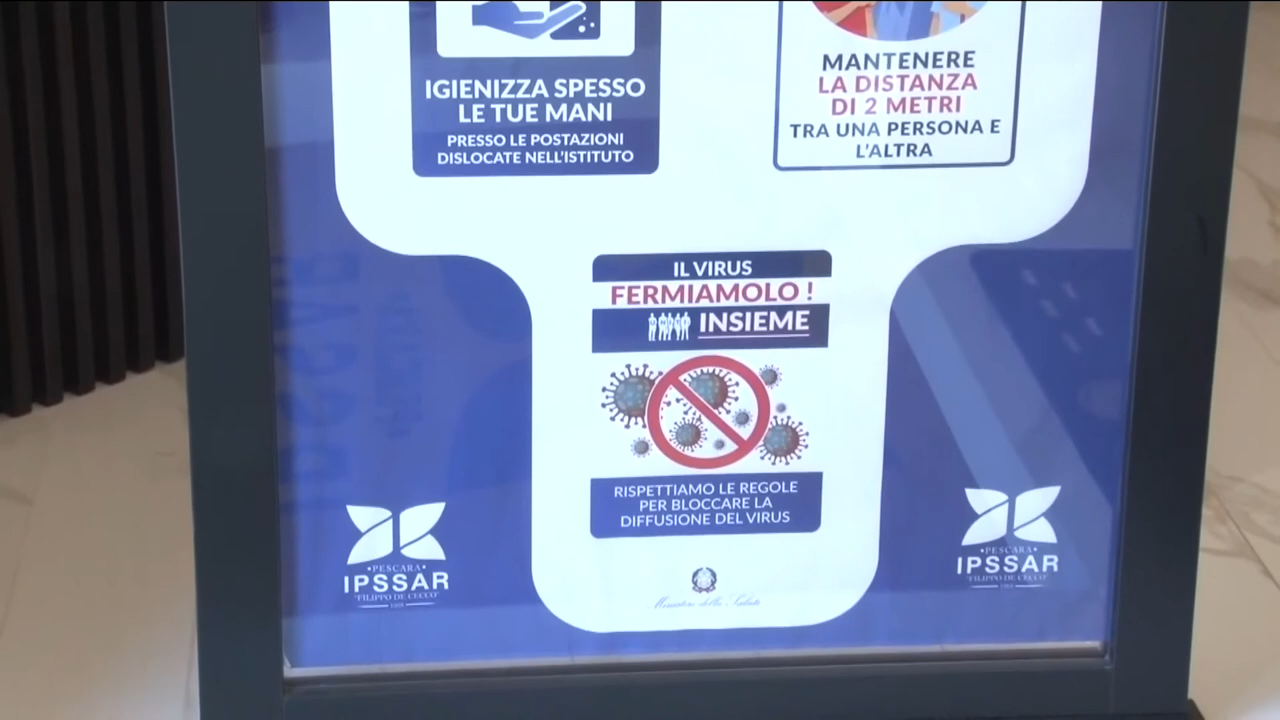 IGIENIZZA SPESSO
LE TUE MANI
PRESSO LE POSTAZIONI
DISLOCATE NELL'ISTITUTO
MANTENERE
LA DISTANZA
DI 2 METRI
TRA UNA PERSONA E
L'ALTRA
IL VIRUS
FERMIAMOLO !
INSIEME
RISPETTIAMO LE REGOLE
PER BLOCCARE LA
DIFFUSIONE DEL VIRUS
•PESCARA•
IPSSAR
"FILIPPO DE CECCO"
•PESCARA•
IPSSAR
"FILIPPO DE CECCO"
Ministero della Salute